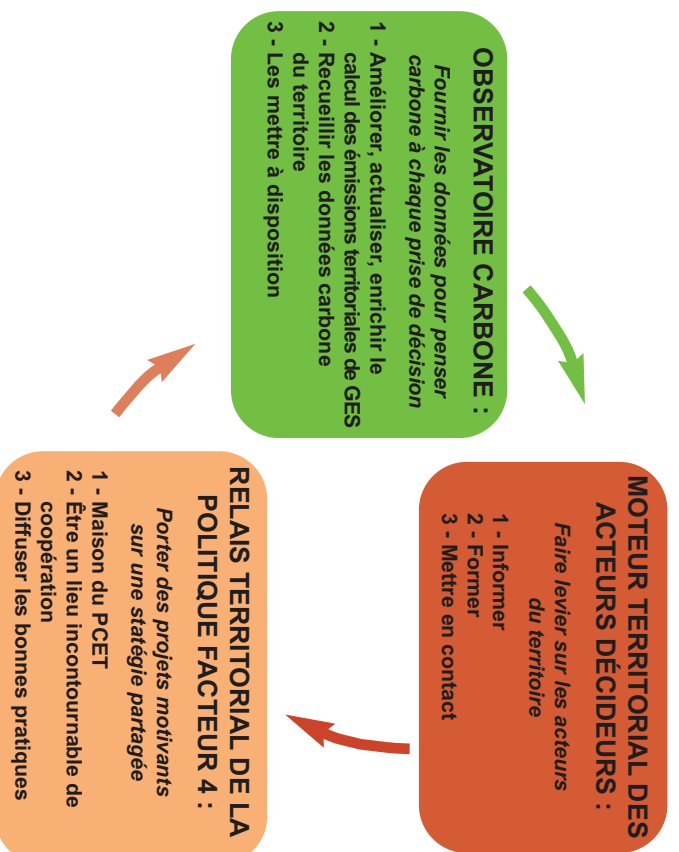 OBSERVATOIRE CARBONE :
Fournir les données pour penser
carbone à chaque prise de décision
1 - Améliorer, actualiser, enrichir le
calcul des émissions territoriales de GES
2 - Recueillir les données carbone
du territoire
3 - Les mettre à disposition
MOTEUR TERRITORIAL DES
ACTEURS DÉCIDEURS :
Faire levier sur les acteurs
du territoire
1 - Informer
2 - Former
3 - Mettre en contact
RELAIS TERRITORIAL DE LA
POLITIQUE FACTEUR 4 :
Porter des projets motivants
sur une statégie partagée
1 - Maison du PCET
2 - Être un lieu incontournable de
coopération
3 - Diffuser les bonnes pratiques